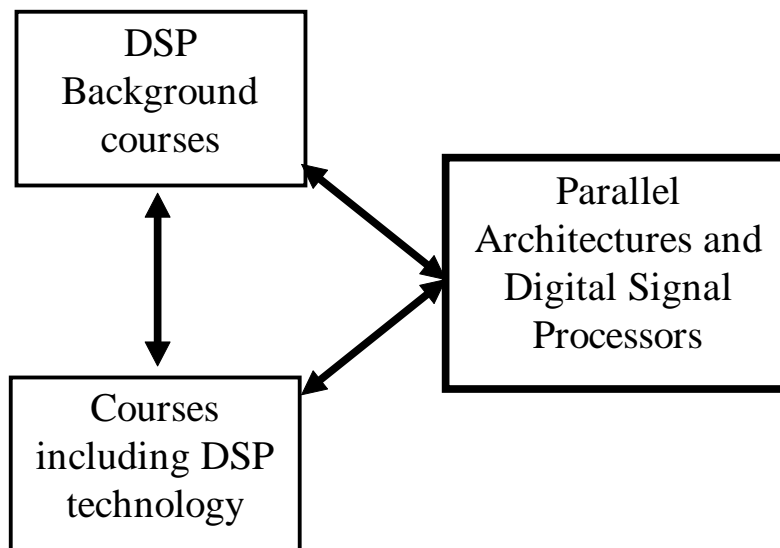 DSP
Background
courses
Parallel
Architectures and
Digital Signal
Processors
Courses
including DSP
technology